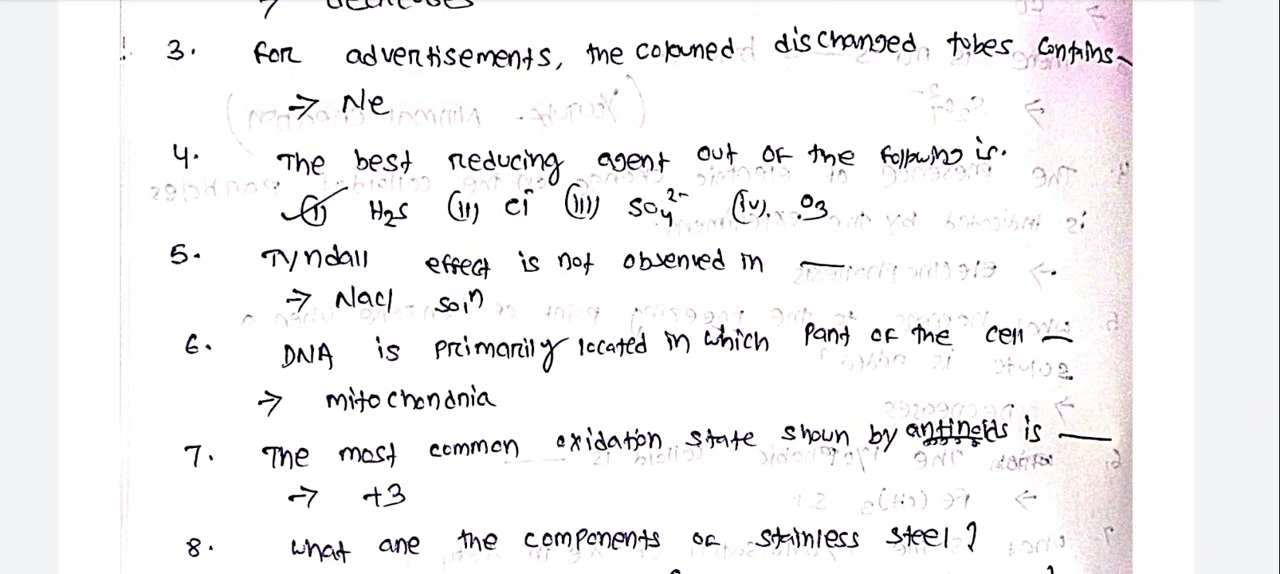 3. For advertisements, the coloured discharged tubes contains
→ Ne
4. The best reducing agent out of the following is.
(i) H2S (ii) Cl- (iii) SO4 2- (iv). O3
5. Tyndall effect is not observed in —.
→ NaCl soln
6. DNA is primarily located in which part of the cell —
→ mitochondria
7. The most common oxidation state shown by is —
→ +3
8. What are the components of stainless steel?